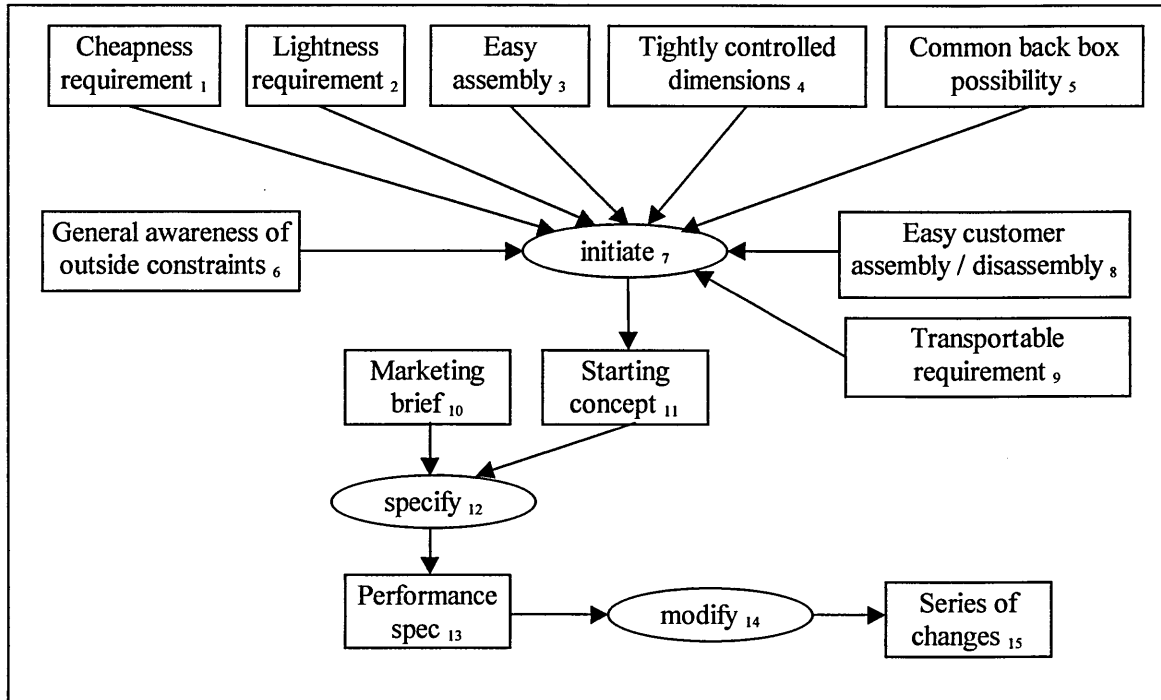 Cheapness
requirement 1
Lightness
requirement 2
Easy
assembly 3
Tightly controlled
dimensions 4
Common back box
possibility 5
General awareness of
outside constraints 6
initiate 7
Easy customer
assembly / disassembly 8
Transportable
requirement 9
Marketing
brief 10
Starting
concept 11
specify 12
Performance
spec 13
modify 14
Series of
changes 15